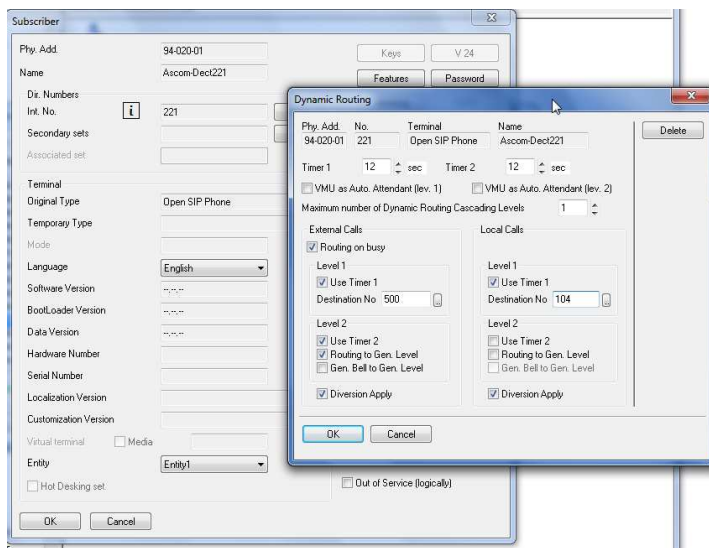 Subscriber
Phy. Add. 94-020-01 Keys V 24
Name Ascom-Dect221 Features Password
Dir. Numbers
Int. No. i 221
Secondary sets
Associated set
Terminal
Original Type Open SIP Phone
Temporary Type
Mode
Language English
Software Version --.--.--
BootLoader Version --.--.--
Data Version --.--.--
Hardware Number
Serial Number
Localization Version
Customization Version
Virtual terminal Media
Entity Entity1
Hot Desking set
Out of Service (logically)
OK Cancel
Dynamic Routing
Phy. Add. No. Terminal Name Delete
94-020-01 221 Open SIP Phone Ascom-Dect221
Timer 1 12 sec Timer 2 12 sec
VMU as Auto. Attendant (lev. 1) VMU as Auto. Attendant (lev. 2)
Maximum number of Dynamic Routing Cascading Levels 1
External Calls Local Calls
Routing on busy
Level 1 Level 1
Use Timer 1 Use Timer 1
Destination No 500 ... Destination No 104 ...
Level 2 Level 2
Use Timer 2 Use Timer 2
Routing to Gen. Level Routing to Gen. Level
Gen. Bell to Gen. Level Gen. Bell to Gen. Level
Diversion Apply Diversion Apply
OK Cancel